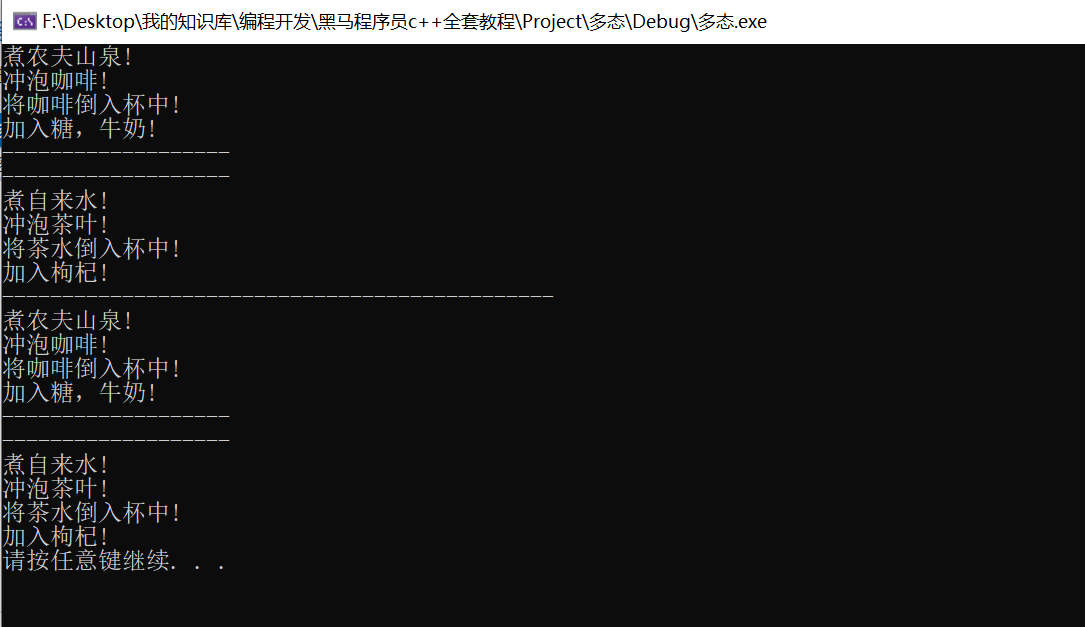 F:\Desktop\我的知识库\编程开发\黑马程序员c++全套教程\Project\多态\Debug\多态.exe
煮农夫山泉!
冲泡咖啡!
将咖啡倒入杯中!
加入糖，牛奶!
-------------------
-------------------
煮自来水!
冲泡茶叶!
将茶水倒入杯中!
加入枸杞!
----------------------------------------------
煮农夫山泉!
冲泡咖啡!
将咖啡倒入杯中!
加入糖，牛奶!
-------------------
-------------------
煮自来水!
冲泡茶叶!
将茶水倒入杯中!
加入枸杞!
请按任意键继续. . .